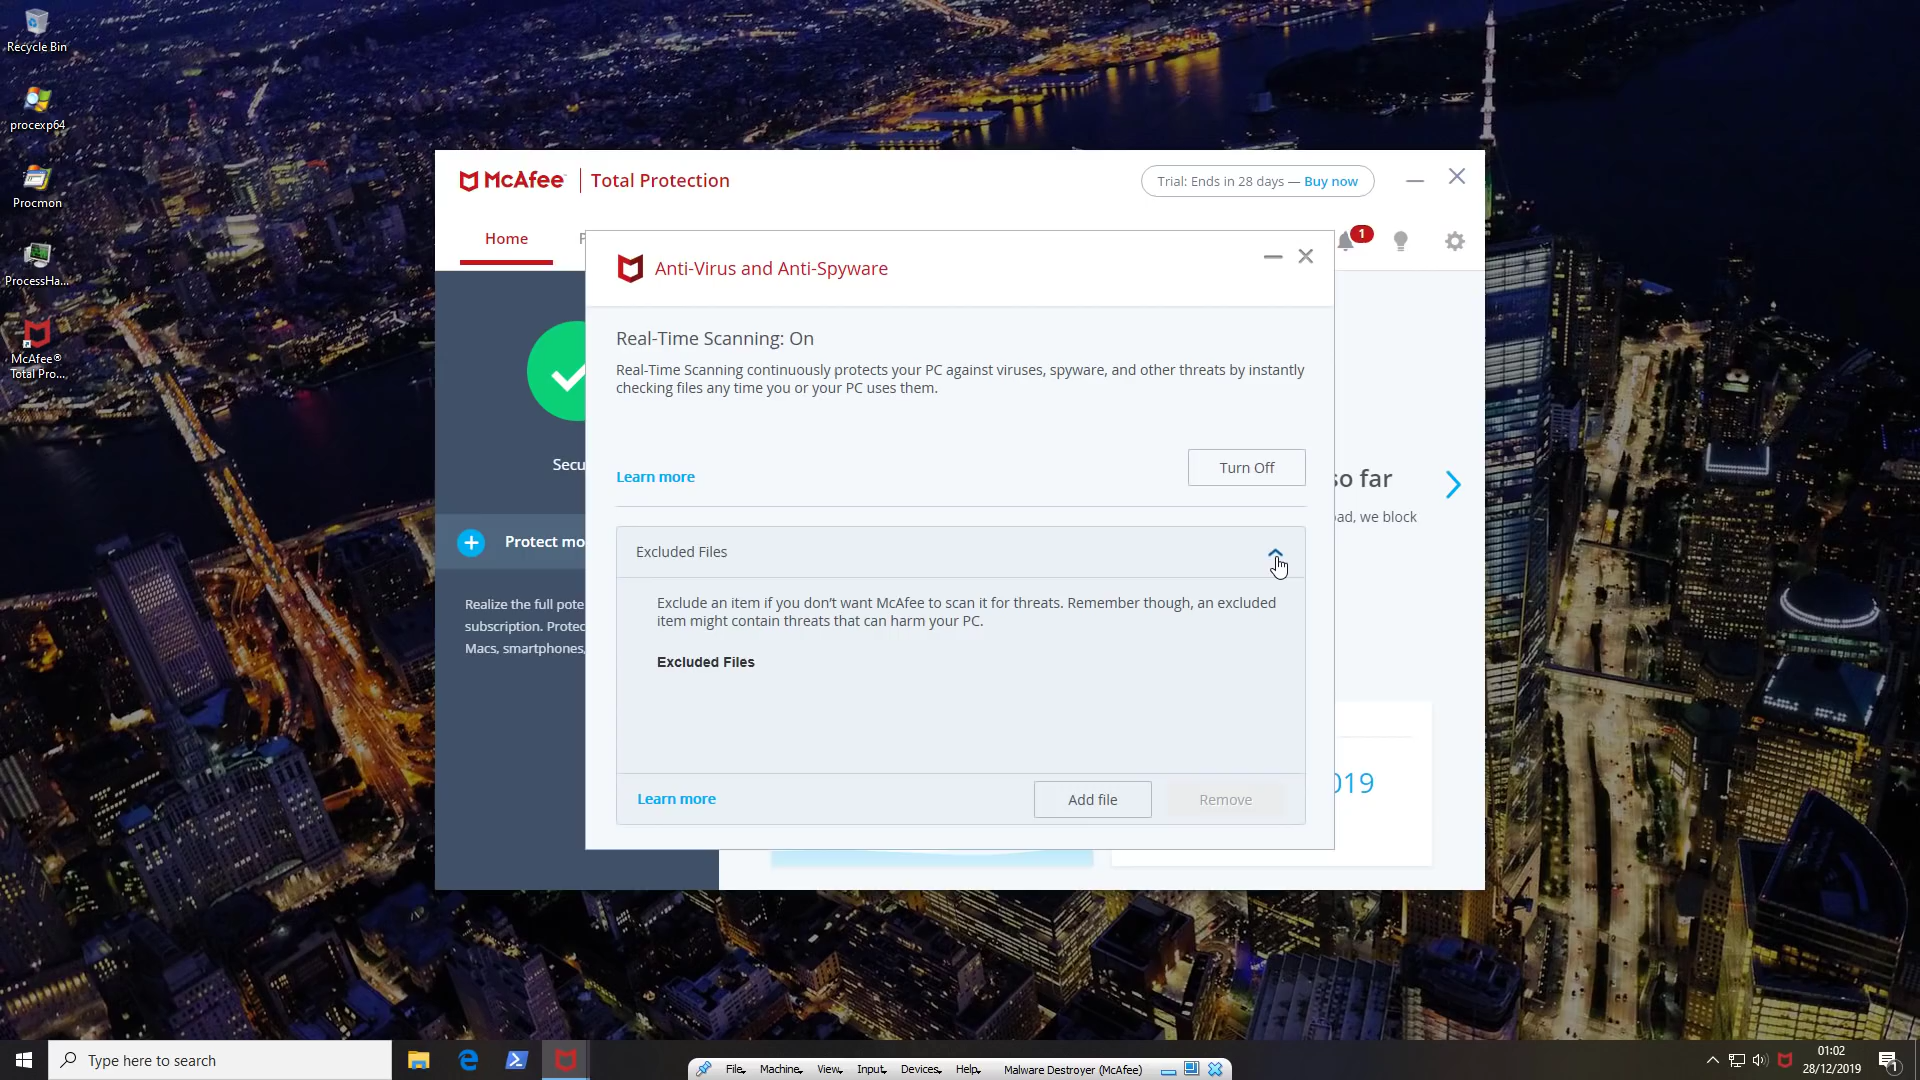 Recycle Bin
procexp64
Procmon
ProcessHa...
McAfee®
Total Pro...
McAfee™ Total Protection
Trial: Ends in 28 days — Buy now
Home
1
Anti-Virus and Anti-Spyware
Real-Time Scanning: On
Real-Time Scanning continuously protects your PC against viruses, spyware, and other threats by instantly
checking files any time you or your PC uses them.
Secu
Learn more
Turn Off
so far
ad, we block
Protect mo
Excluded Files
Realize the full pote
subscription. Protec
Macs, smartphones,
Exclude an item if you don’t want McAfee to scan it for threats. Remember though, an excluded
item might contain threats that can harm your PC.
Excluded Files
019
Learn more
Add file
Remove
Type here to search
File
Machine
View
Input
Devices
Help
Malware Destroyer (McAfee)
01:02
28/12/2019
1